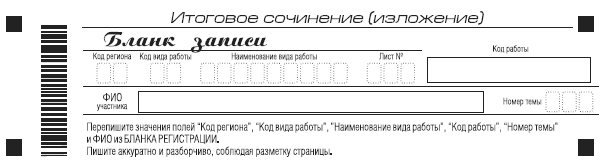 Итоговое сочинение (изложение)
Бланк записи
Код региона Код вида работы Наименование вида работы Лист № Код работы
ФИО участника Номер темы
Перепишите значения полей "Код региона", "Код вида работы", "Наименование вида работы", "Код работы", "Номер темы"
и ФИО из БЛАНКА РЕГИСТРАЦИИ.
Пишите аккуратно и разборчиво, соблюдая разметку страницы.